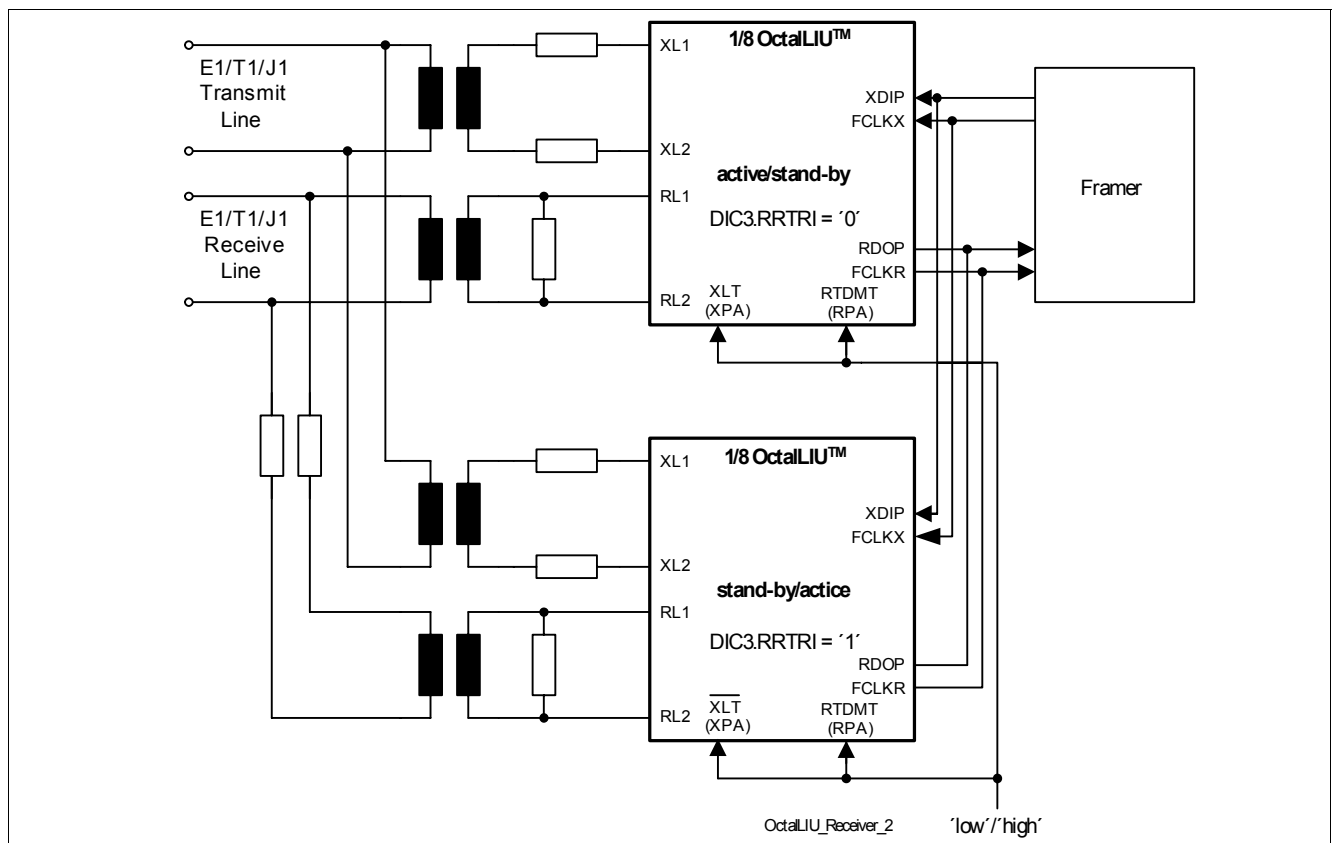 1/8 OctalLIU™
E1/T1/J1
Transmit
Line
XL1
XL2
XDIP
FCLKX
active/stand-by
Framer
E1/T1/J1
Receive
Line
RL1
RL2
DIC3.RRTRI = ´0´
RDOP
FCLKR
XLT
(XPA)
RTDMT
(RPA)
1/8 OctalLIU™
XL1
XL2
XDIP
FCLKX
stand-by/actice
RL1
RL2
DIC3.RRTRI = ´1´
RDOP
FCLKR
XLT
(XPA)
RTDMT
(RPA)
OctalLIU_Receiver_2
´low´/´high´